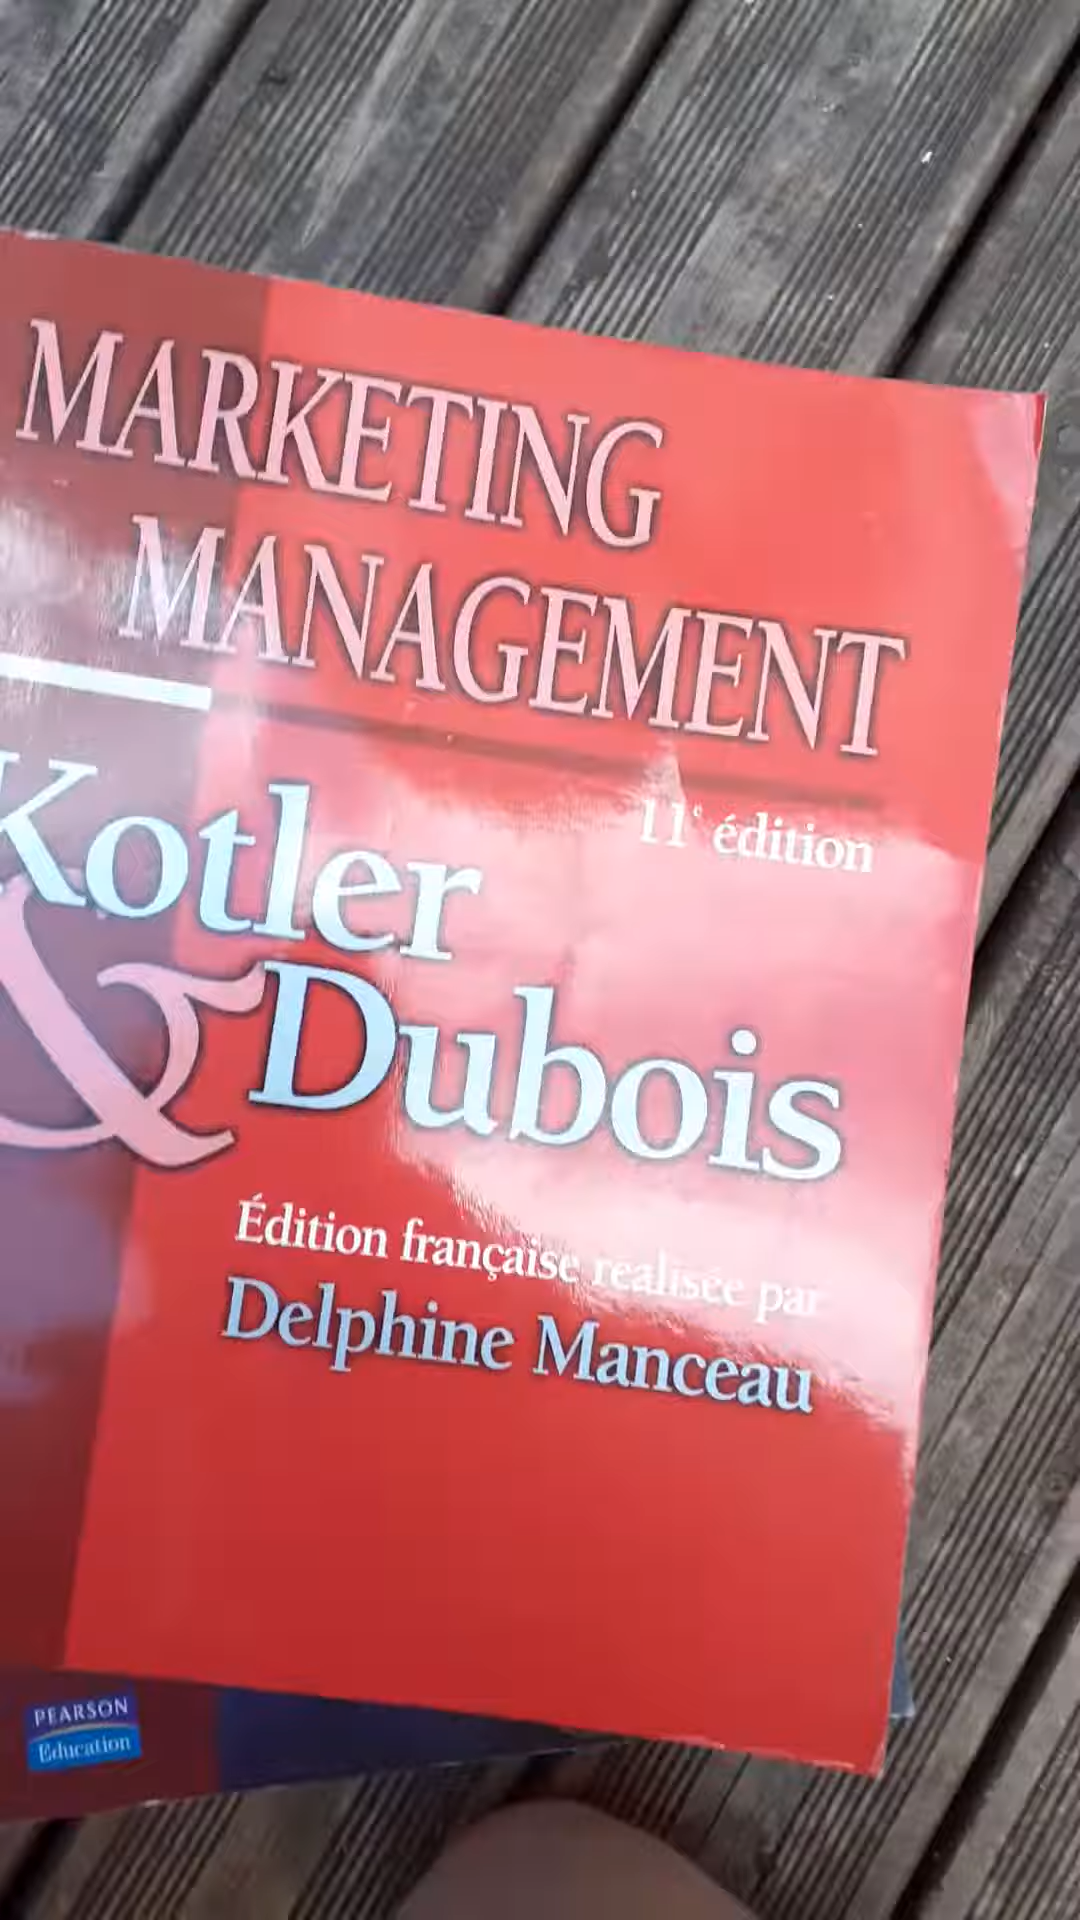 MARKETING
MANAGEMENT
11e édition
Kotler
& Dubois
Édition française réalisée par
Delphine Manceau
PEARSON
Education